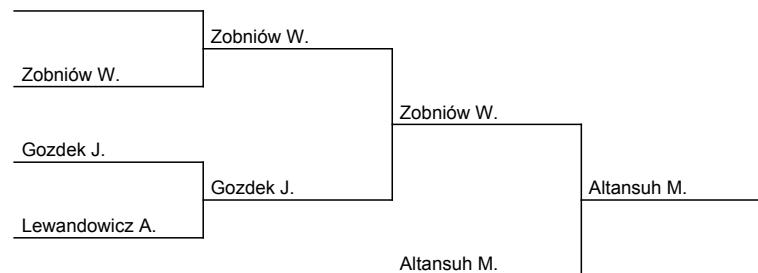 Zobniów W.
Zobniów W.
Zobniów W.
Gozdek J.
Gozdek J.
Altansuh M.
Lewandowicz A.
Altansuh M.